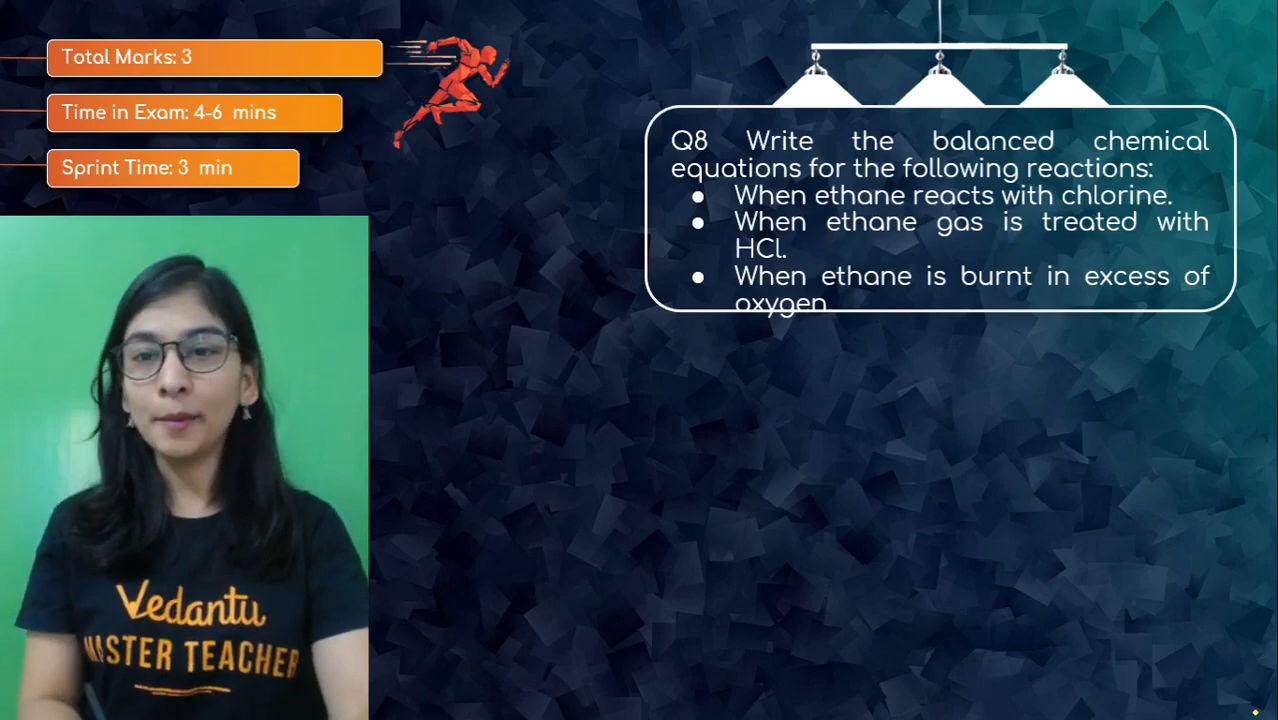 Total Marks: 3
Time in Exam: 4-6 mins
Sprint Time: 3 min
Q8 Write the balanced chemical
equations for the following reactions:
● When ethane reacts with chlorine.
● When ethane gas is treated with
HCl.
● When ethane is burnt in excess of
oxygen
Vedantu
MASTER TEACHER